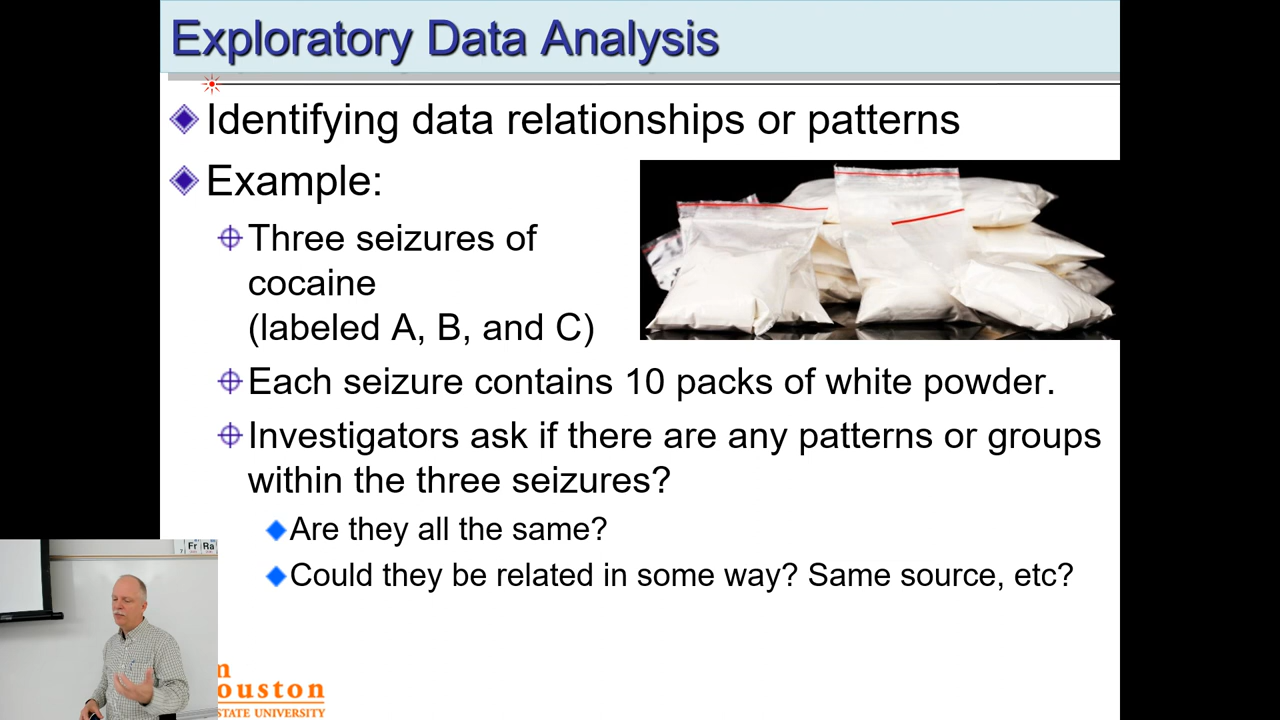 Exploratory Data Analysis
Identifying data relationships or patterns
Example:
Three seizures of
cocaine
(labeled A, B, and C)
Each seizure contains 10 packs of white powder.
Investigators ask if there are any patterns or groups
within the three seizures?
Are they all the same?
Could they be related in some way? Same source, etc?
Fr Ra
ouston
STATE UNIVERSITY